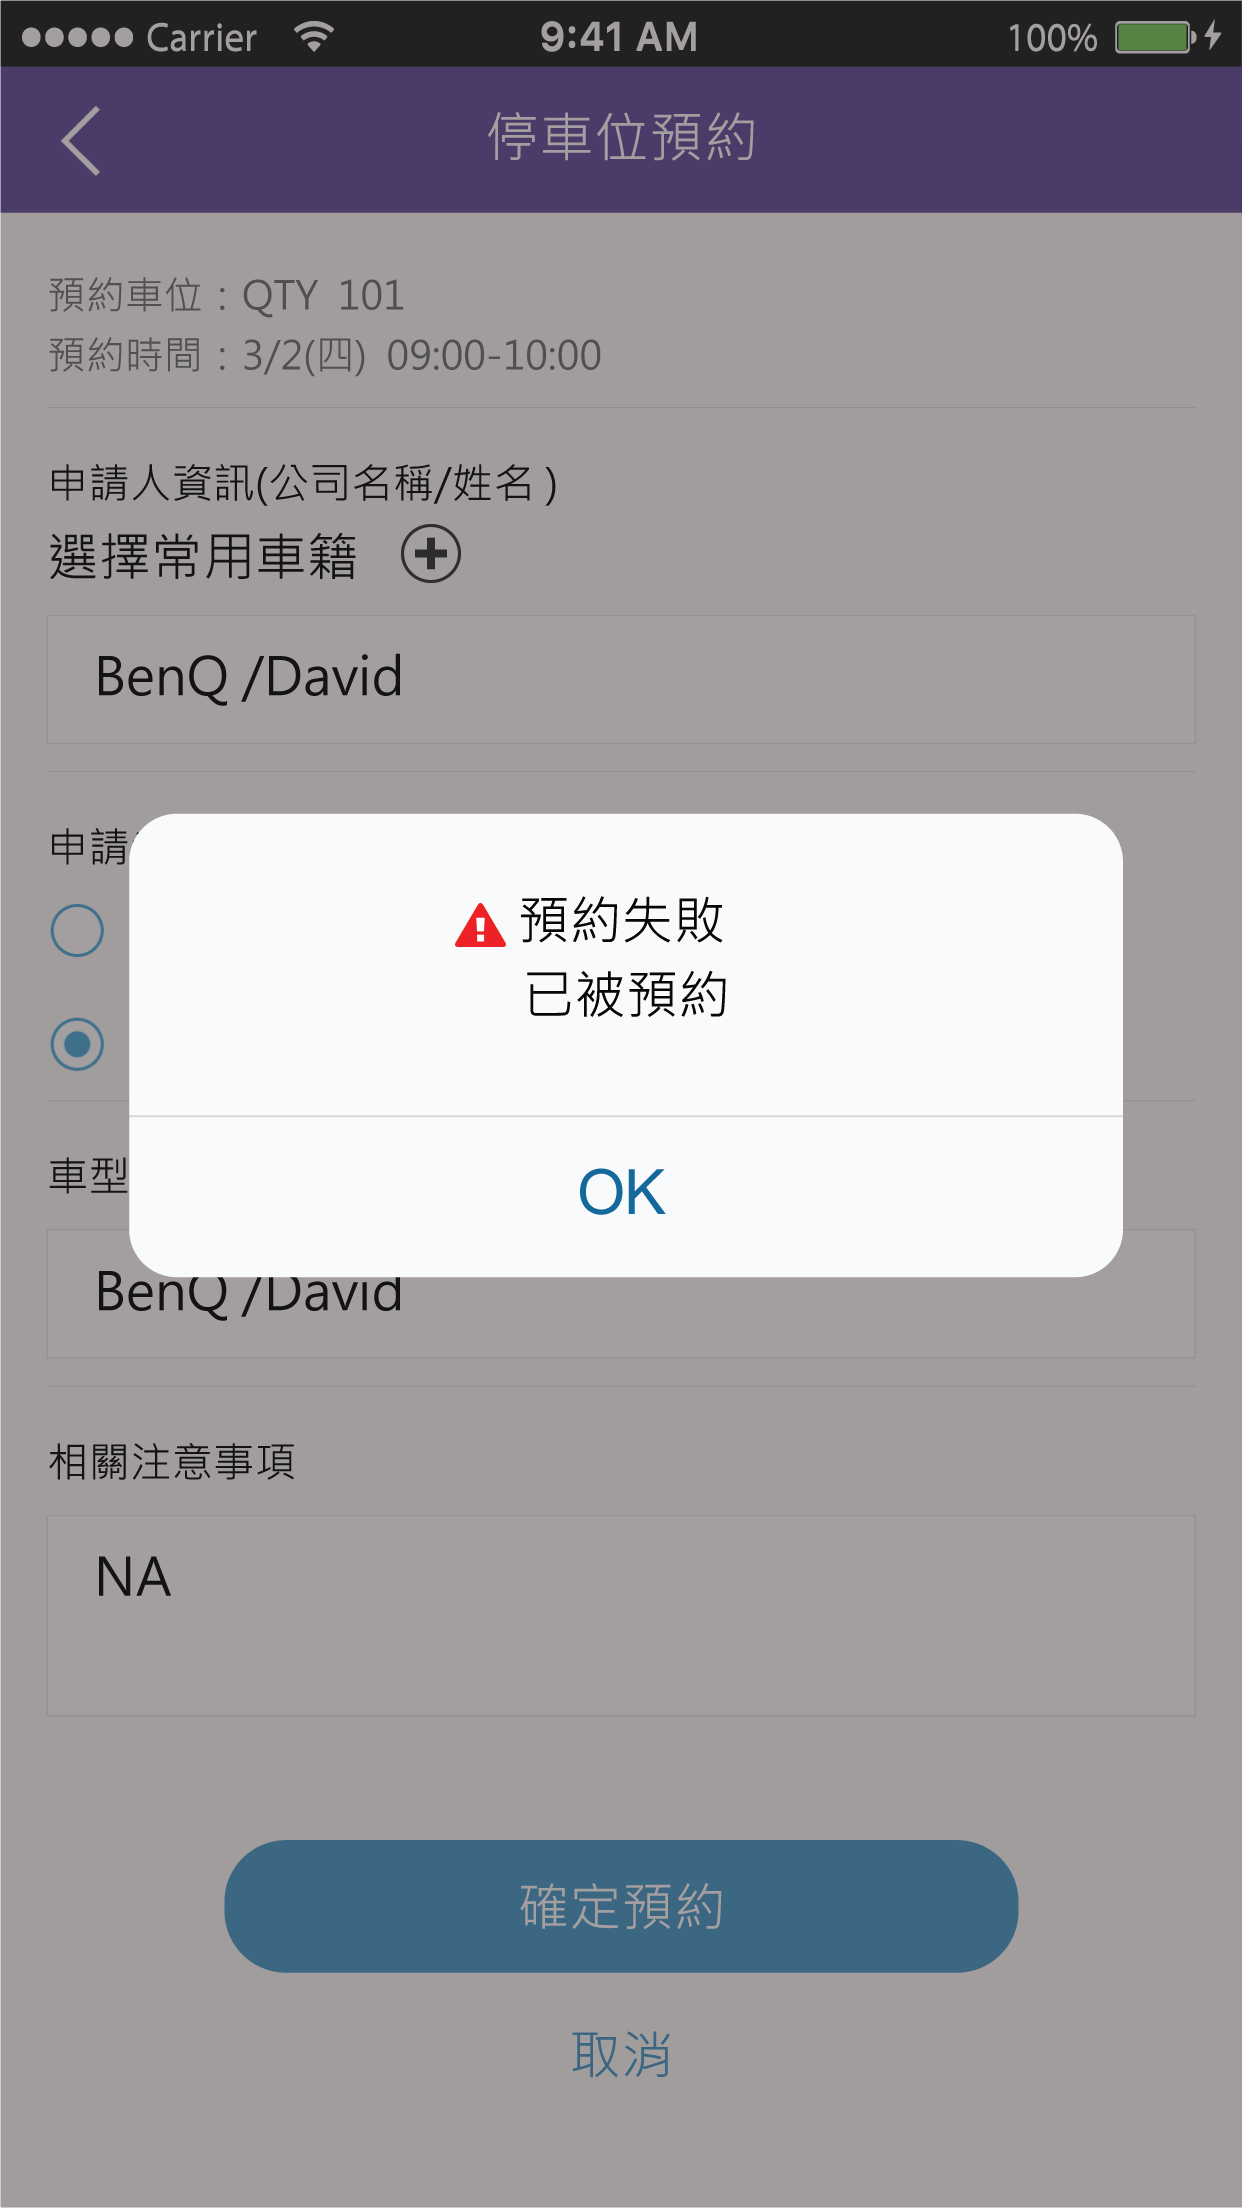 Carrier 9:41 AM 100%
停車位預約
預約車位：QTY 101
預約時間：3/2(四) 09:00-10:00
申請人資訊(公司名稱/姓名 )
選擇常用車籍
BenQ /David
申請
預約失敗
已被預約
OK
車型
BenQ /David
相關注意事項
NA
確定預約
取消